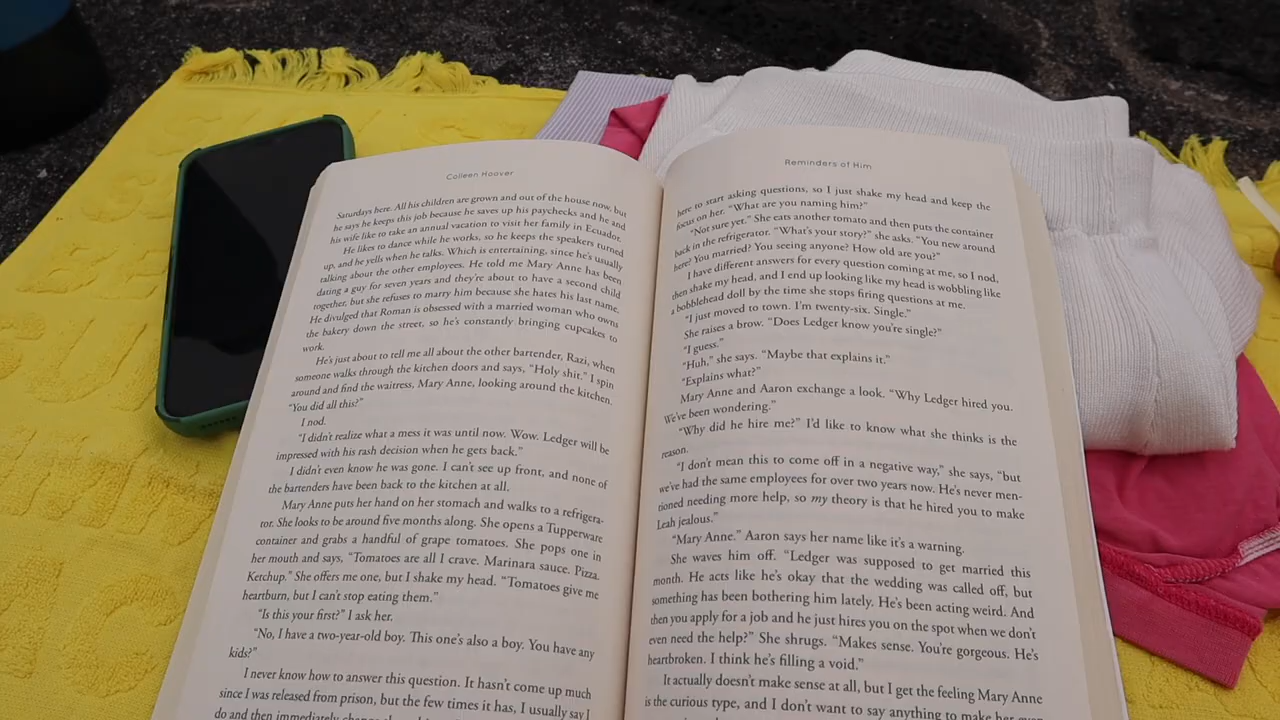 Colleen Hoover
Saturdays here. All his children are grown and out of the house now, but
he says he keeps this job because he saves up his paychecks and he and
his wife like to take an annual vacation to visit her family in Ecuador.
He likes to dance while he works, so he keeps the speakers turned
up, and he yells when he talks. Which is entertaining, since he's usually
talking about the other employees. He told me Mary Anne has been
dating a guy for seven years and they're about to have a second child
together, but she refuses to marry him because she hates his last name.
He divulged that Roman is obsessed with a married woman who owns
the bakery down the street, so he's constantly bringing cupcakes to
work.
He's just about to tell me all about the other bartender, Razi, when
someone walks through the kitchen doors and says, "Holy shit." I spin
around and find the waitress, Mary Anne, looking around the kitchen.
"You did all this?"
I nod.
"I didn't realize what a mess it was until now. Wow. Ledger will be
impressed with his rash decision when he gets back."
I didn't even know he was gone. I can't see up front, and none of
the bartenders have been back to the kitchen at all.
Mary Anne puts her hand on her stomach and walks to a refrigera-
tor. She looks to be around five months along. She opens a Tupperware
container and grabs a handful of grape tomatoes. She pops one in
her mouth and says, "Tomatoes are all I crave. Marinara sauce. Pizza.
Ketchup." She offers me one, but I shake my head. "Tomatoes give me
heartburn, but I can't stop eating them."
"Is this your first?" I ask her.
"No, I have a two-year-old boy. This one's also a boy. You have any
kids?"
I never know how to answer this question. It hasn't come up much
since I was released from prison, but the few times it has, I usually say I
do and then immediately change the
Reminders of Him
here to start asking questions, so I just shake my head and keep the
focus on her. "What are you naming him?"
"Not sure yet." She eats another tomato and then puts the container
back in the refrigerator. "What's your story?" she asks. "You new around
here? You married? You seeing anyone? How old are you?"
I have different answers for every question coming at me, so I nod,
then shake my head, and I end up looking like my head is wobbling like
a bobblehead doll by the time she stops firing questions at me.
"I just moved to town. I'm twenty-six. Single."
She raises a brow. "Does Ledger know you're single?"
"I guess."
"Huh," she says. "Maybe that explains it."
"Explains what?"
Mary Anne and Aaron exchange a look. "Why Ledger hired you.
We've been wondering."
"Why did he hire me?" I'd like to know what she thinks is the
reason.
"I don't mean this to come off in a negative way," she says, "but
we've had the same employees for over two years now. He's never men-
tioned needing more help, so my theory is that he hired you to make
Leah jealous."
"Mary Anne." Aaron says her name like it's a warning.
She waves him off. "Ledger was supposed to get married this
month. He acts like he's okay that the wedding was called off, but
something has been bothering him lately. He's been acting weird. And
then you apply for a job and he just hires you on the spot when we don't
even need the help?" She shrugs. "Makes sense. You're gorgeous. He's
heartbroken. I think he's filling a void."
It actually doesn't make sense at all, but I get the feeling Mary Anne
is the curious type, and I don't want to say anything to make her even